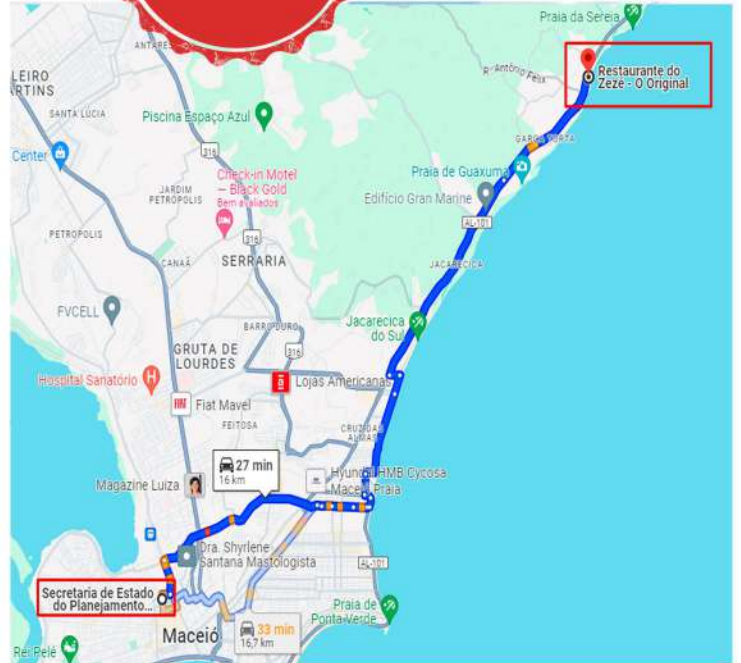 Praia da Sereia
ANTARES
LEIRO
ARTINS
R. Antônio Félix
Restaurante do
Zezé - O Original
SANTA LÚCIA
Piscina Espaço Azul
GARÇA TORTA
Center
316
Check-in Motel
— Black Gold
Bem avaliados
Praia de Guaxuma
JARDIM
PETROPOLIS
Edifício Gran Marine
316
AL-101
PETROPOLIS
CANAÃ
SERRARIA
JACARECICA
FVCELL
BARRO DURO
Jacarecica
do Sul
316
GRUTA DE
LOURDES
Hospital Sanatório
Lojas Americanas
Fiat Mavel
FEITOSA
CRUZ DAS
ALMAS
27 min
16 km
Hyundai HMB Cycosa
Maceió Praia
Magazine Luiza
Dra. Shyrlene
Santana Mastologista
AL-101
Secretaria de Estado
do Planejamento...
Praia de
Ponta Verde
Maceió
33 min
16,7 km
Rei Pelé